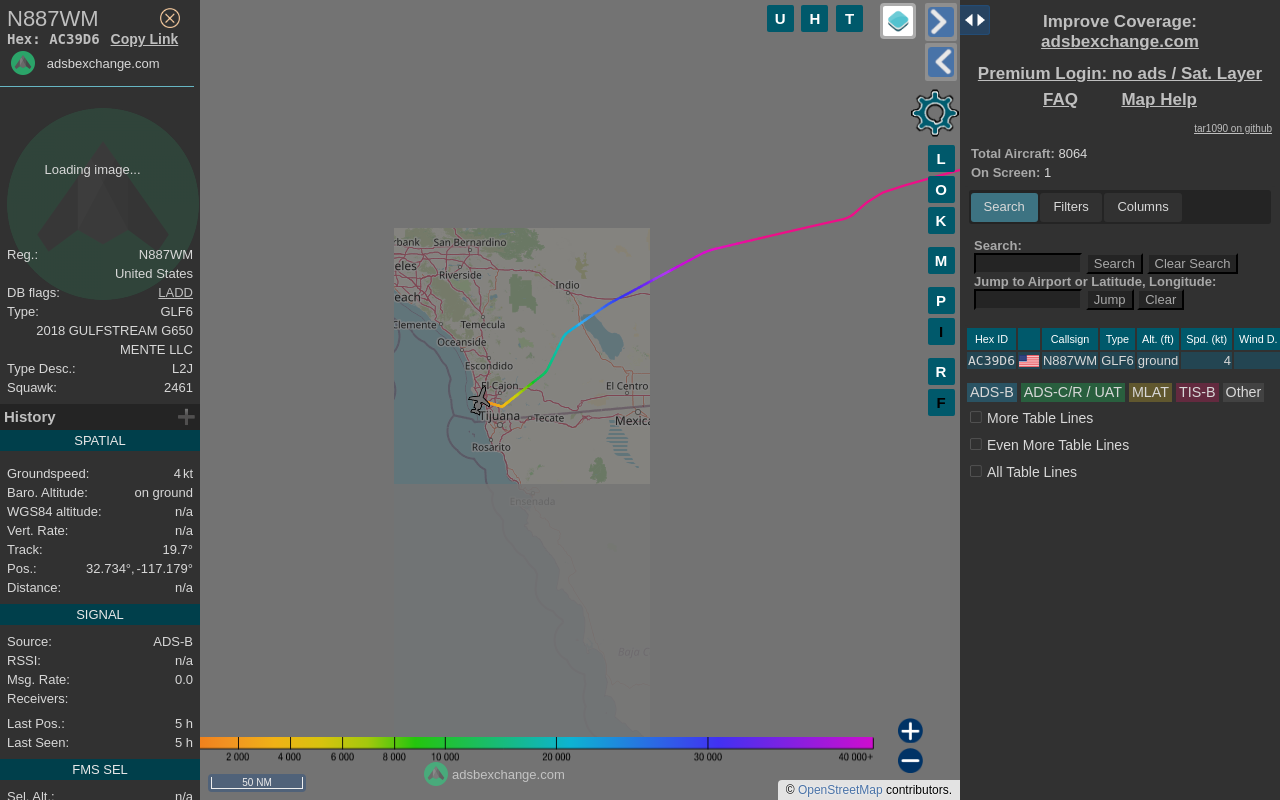 N887WM
Hex: AC39D6 Copy Link
adsbexchange.com
Loading image...
Reg.: N887WM
United States
DB flags: LADD
Type: GLF6
2018 GULFSTREAM G650
MENTE LLC
Type Desc.: L2J
Squawk: 2461
History
SPATIAL
Groundspeed: 4 kt
Baro. Altitude: on ground
WGS84 altitude: n/a
Vert. Rate: n/a
Track: 19.7°
Pos.: 32.734°, -117.179°
Distance: n/a
SIGNAL
Source: ADS-B
RSSI: n/a
Msg. Rate: 0.0
Receivers:
Last Pos.: 5 h
Last Seen: 5 h
FMS SEL
Sel. Alt.: n/a
U H T
L
O
K
M
P
I
R
F
rbank San Bernardino
eles
Riverside
each
Indio
Clemente
Temecula
Oceanside
Escondido
El Cajon
El Centro
Tijuana
Tecate
Mexica
Rosarito
Ensenada
Baja C
2 000 4 000 6 000 8 000 10 000 20 000 30 000 40 000+
adsbexchange.com
50 NM
© OpenStreetMap contributors.
Improve Coverage:
adsbexchange.com
Premium Login: no ads / Sat. Layer
FAQ Map Help
tar1090 on github
Total Aircraft: 8064
On Screen: 1
Search Filters Columns
Search:
Search Clear Search
Jump to Airport or Latitude, Longitude:
Jump Clear
Hex ID Callsign Type Alt. (ft) Spd. (kt) Wind D.
AC39D6 N887WM GLF6 ground 4
ADS-B ADS-C/R / UAT MLAT TIS-B Other
More Table Lines
Even More Table Lines
All Table Lines